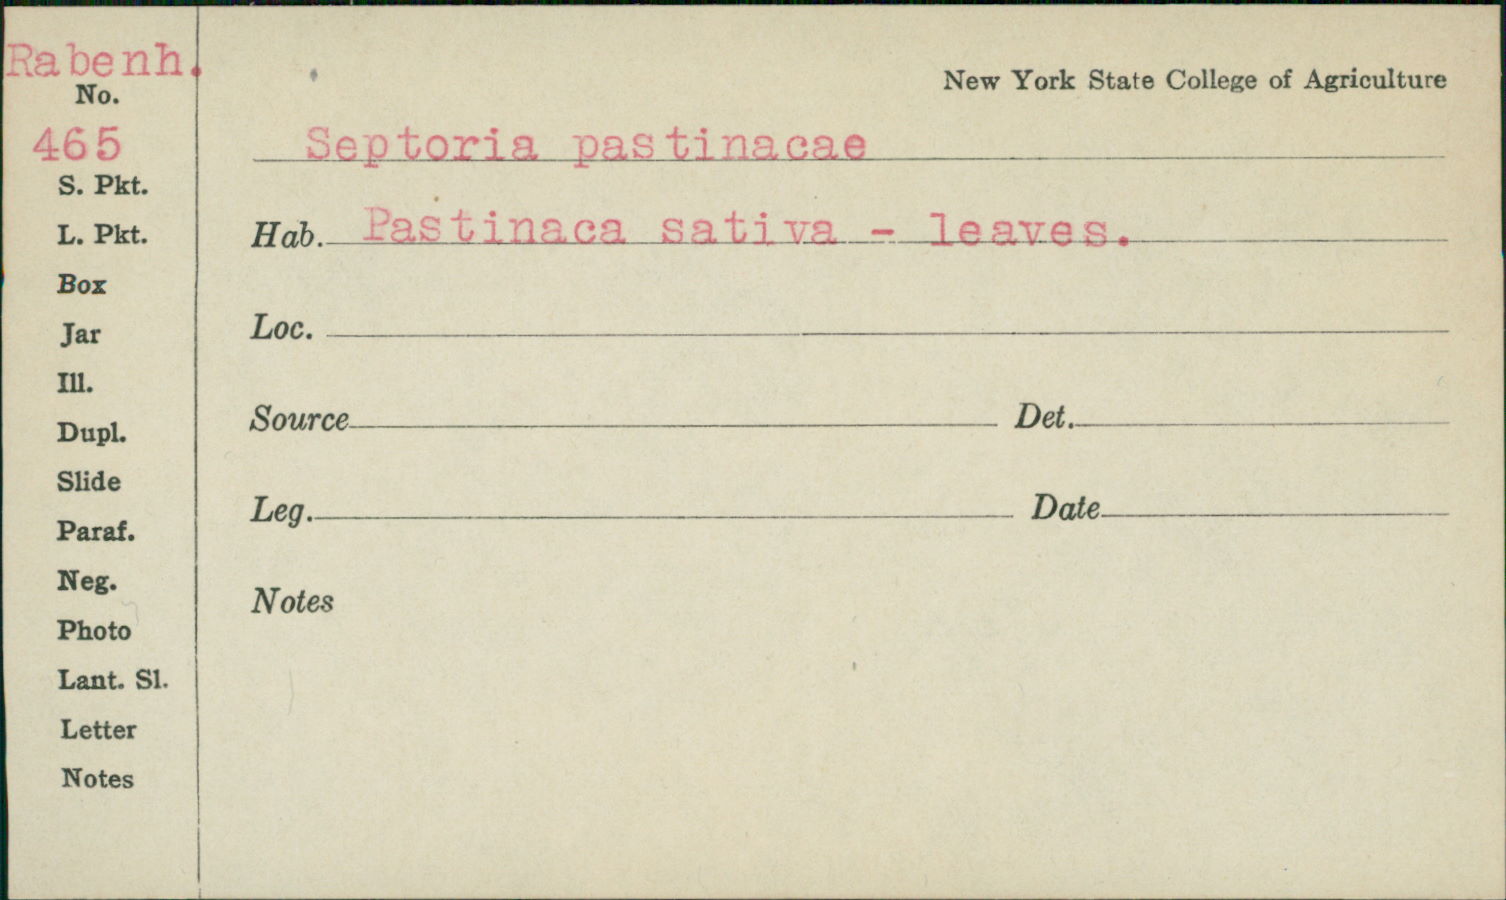 Rabenh.
No.
465
S. Pkt.
L. Pkt.
Box
Jar
Ill.
Dupl.
Slide
Paraf.
Neg.
Photo
Lant. Sl.
Letter
Notes
New York State College of Agriculture
Septoria pastinacae
Hab. Pastinaca sativa - leaves.
Loc.
Source Det.
Leg. Date
Notes